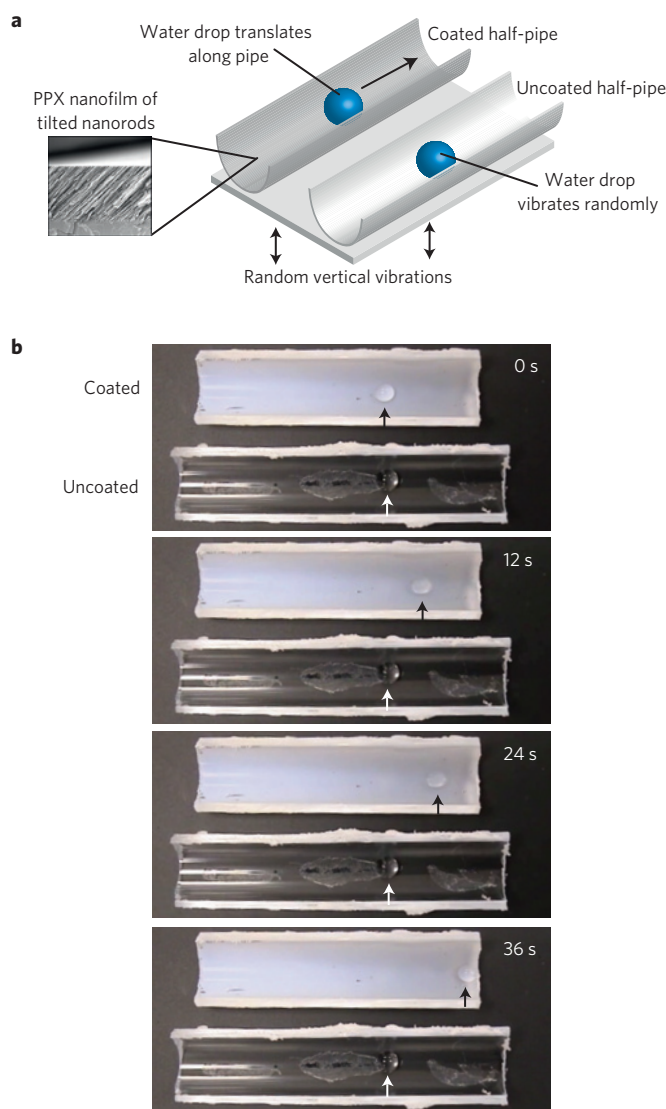 a
Water drop translates
along pipe
Coated half-pipe
PPX nanofilm of
tilted nanorods
Uncoated half-pipe
Water drop
vibrates randomly
Random vertical vibrations
b
0 s
Coated
Uncoated
12 s
24 s
36 s